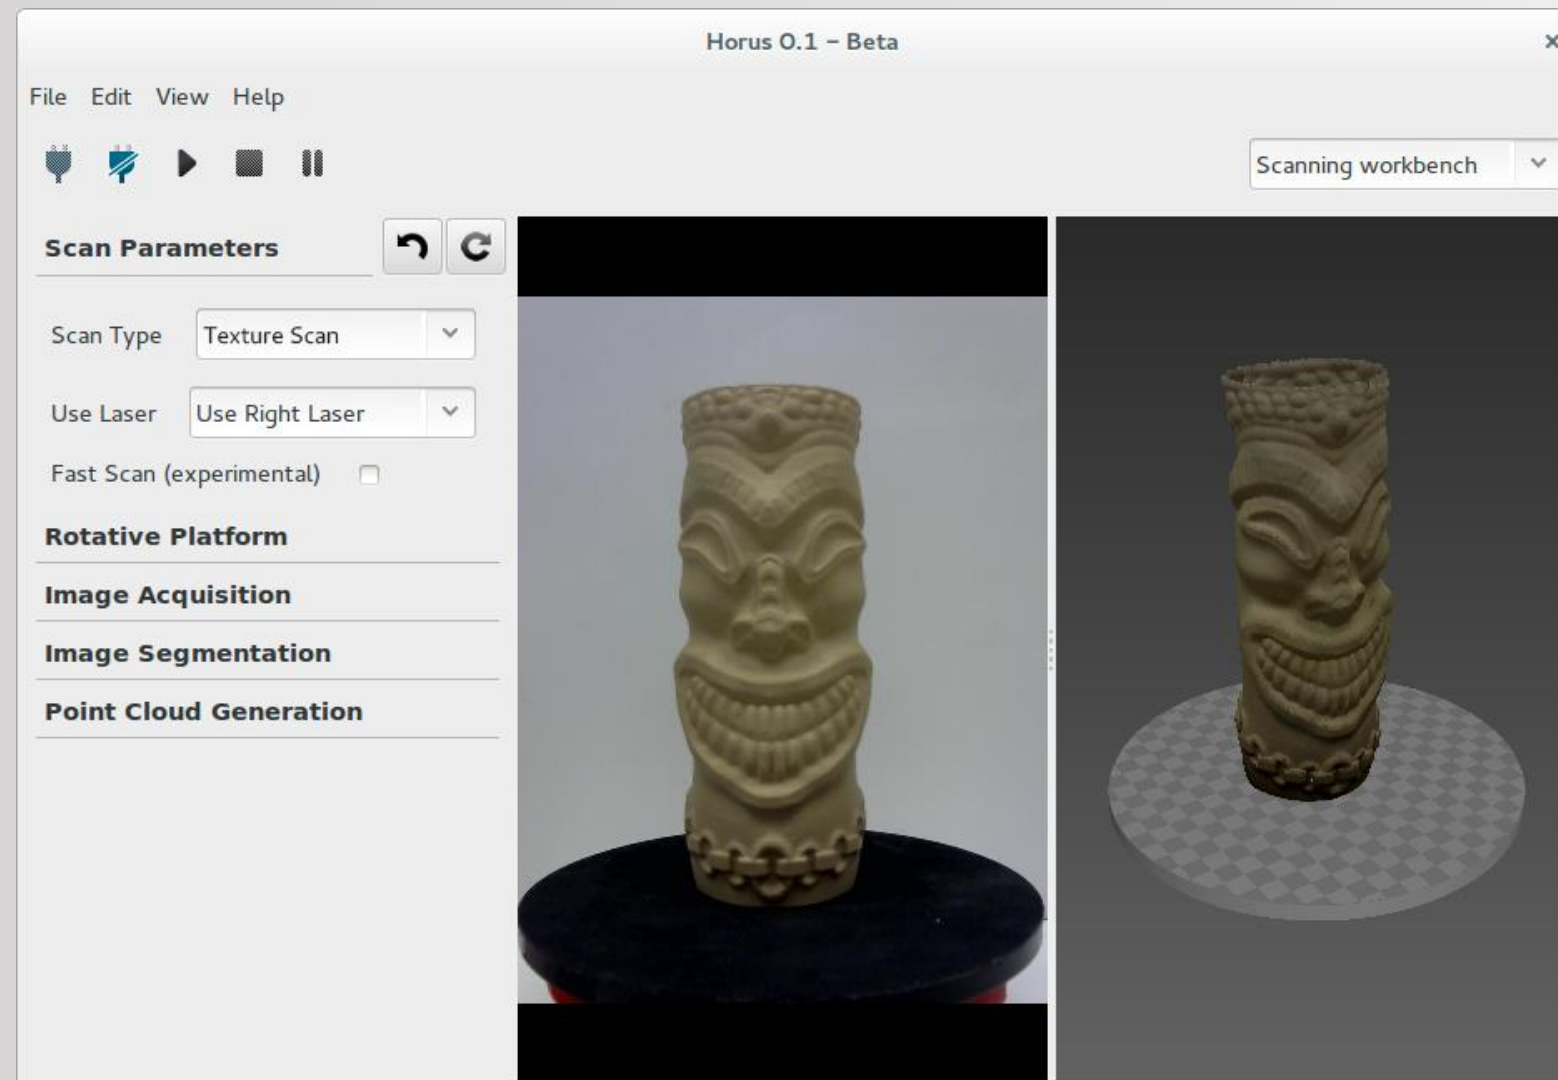 Horus 0.1 – Beta
File Edit View Help
Scanning workbench
Scan Parameters
Scan Type Texture Scan
Use Laser Use Right Laser
Fast Scan (experimental)
Rotative Platform
Image Acquisition
Image Segmentation
Point Cloud Generation